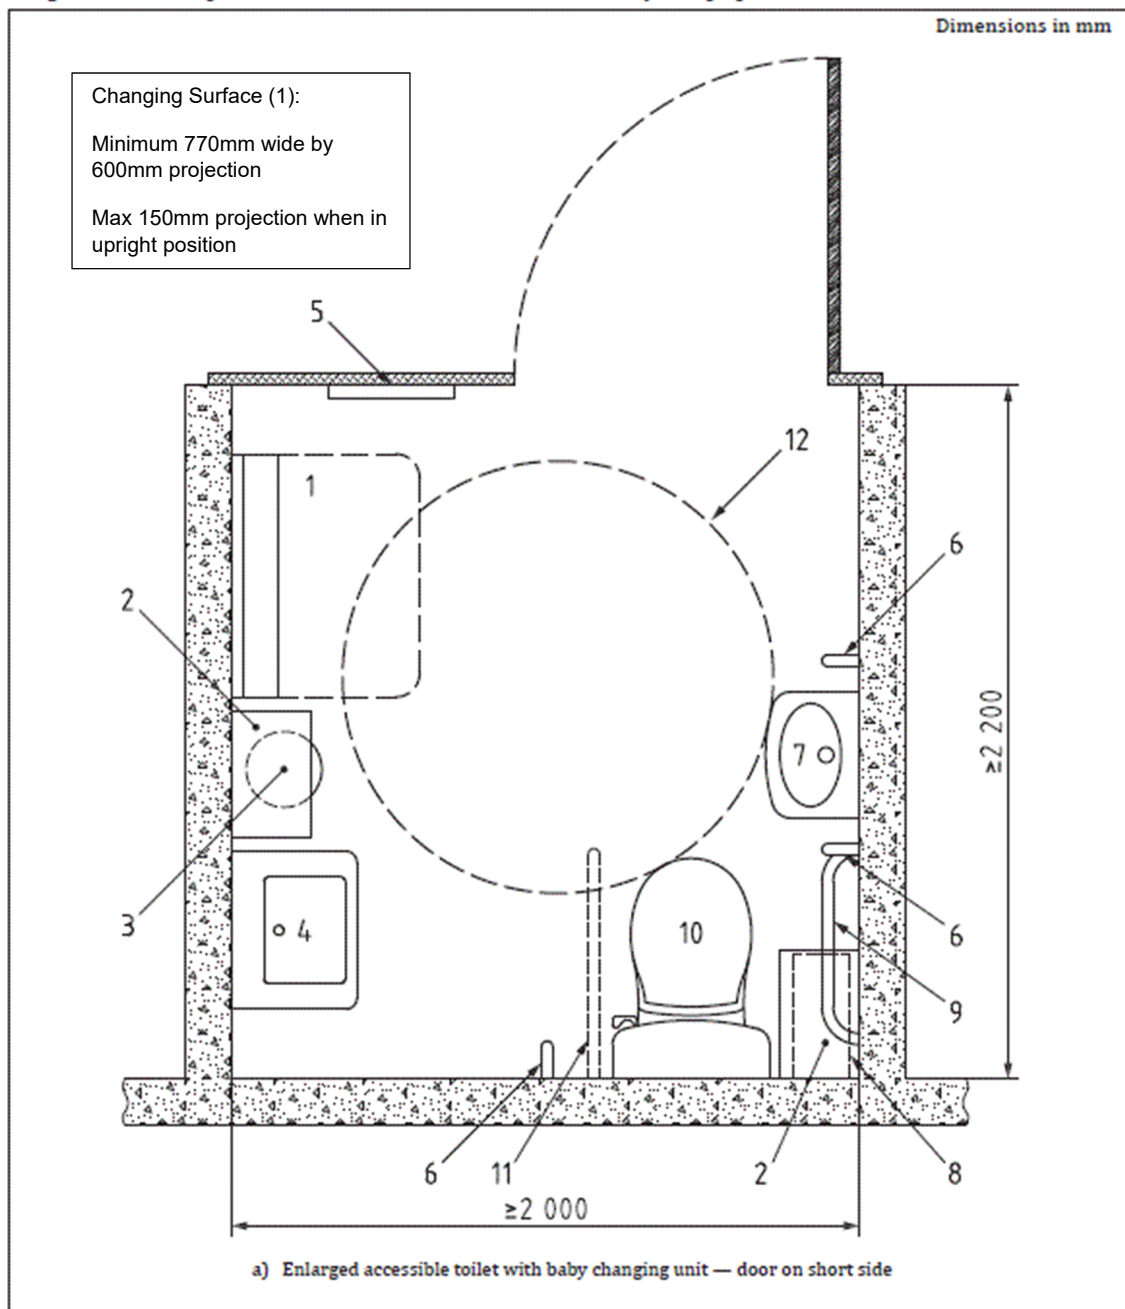 Dimensions in mm
Changing Surface (1):
Minimum 770mm wide by
600mm projection
Max 150mm projection when in
upright position
5
12
1
6
2
7
≥2 200
3
4
10
6
9
6
11
2
8
≥2 000
a) Enlarged accessible toilet with baby changing unit — door on short side